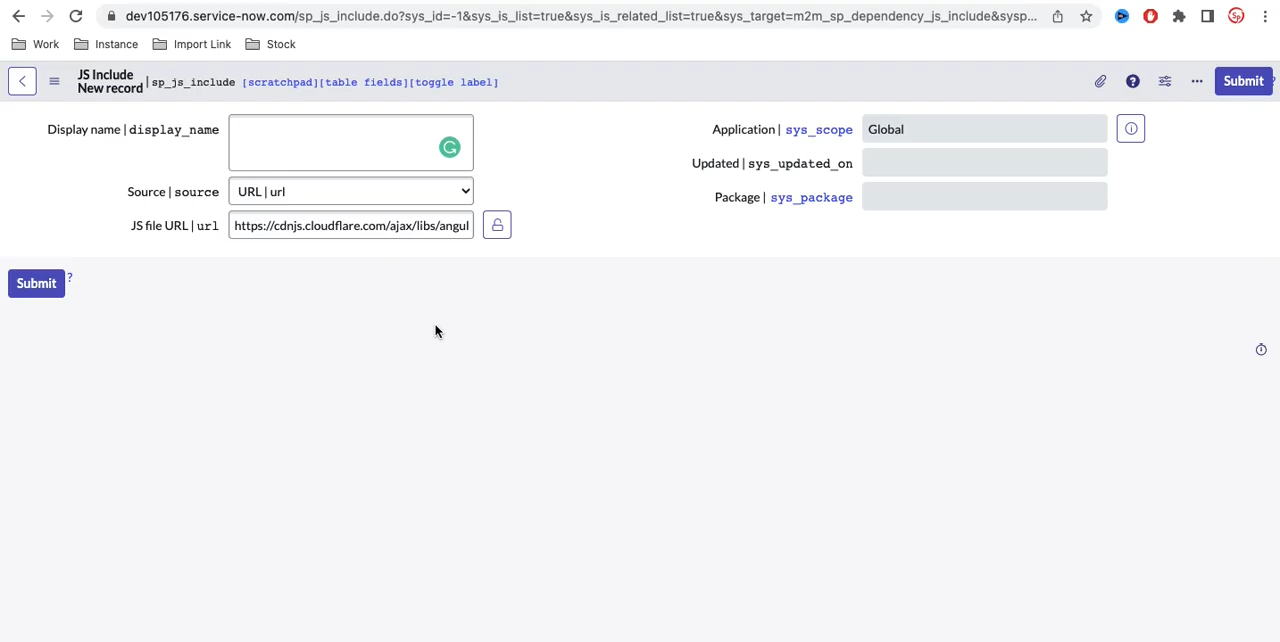 dev105176.service-now.com/sp_js_include.do?sys_id=-1&sys_is_list=true&sys_is_related_list=true&sys_target=m2m_sp_dependency_js_include&sysp...
Work Instance Import Link Stock
JS Include
New record | sp_js_include [scratchpad][table fields][toggle label]
Submit ?
Display name | display_name
Source | source URL | url
JS file URL | url https://cdnjs.cloudflare.com/ajax/libs/angul
Application | sys_scope Global
Updated | sys_updated_on
Package | sys_package
Submit ?